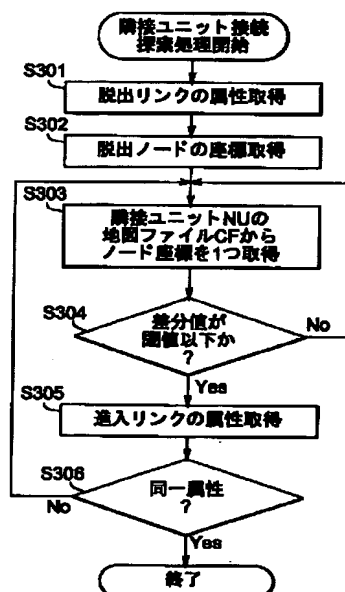 隣接ユニット接続
探索処理開始
S301
脱出リンクの属性取得
S302
脱出ノードの座標取得
S303
隣接ユニットNUの
地図ファイルCFから
ノード座標を1つ取得
S304
差分値が
閾値以下か
?
No
Yes
S305
進入リンクの属性取得
S306
同一属性
?
No
Yes
終了